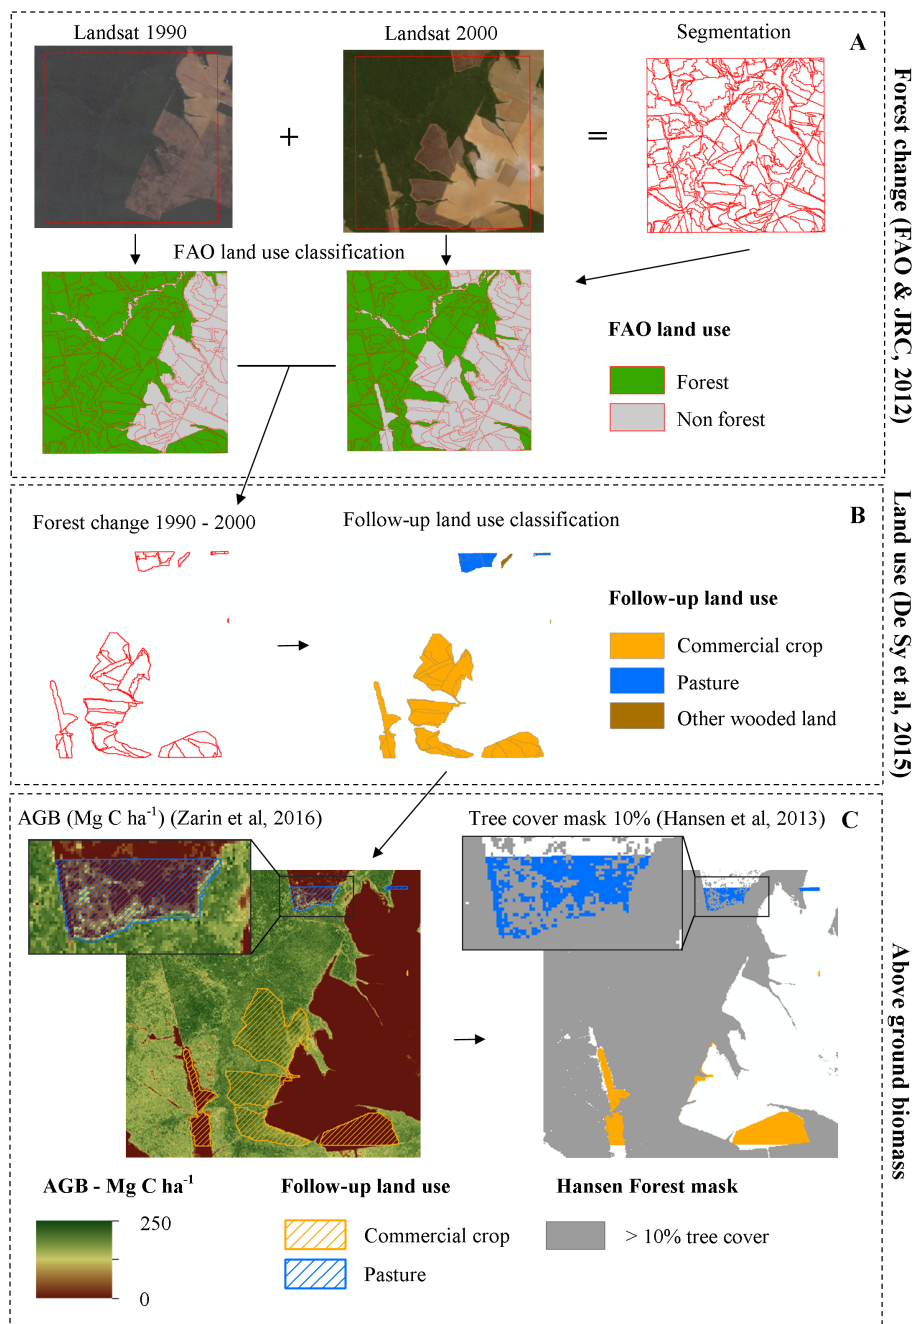 Landsat 1990
Landsat 2000
Segmentation
A
+
=
FAO land use classification
FAO land use
Forest
Non forest
Forest change (FAO & JRC, 2012)
B
Forest change 1990 - 2000
Follow-up land use classification
Follow-up land use
Commercial crop
Pasture
Other wooded land
Land use (De Sy et al, 2015)
AGB (Mg C ha⁻¹) (Zarin et al, 2016)
Tree cover mask 10% (Hansen et al, 2013)
C
Above ground biomass
AGB - Mg C ha⁻¹
250
0
Follow-up land use
Commercial crop
Pasture
Hansen Forest mask
> 10% tree cover